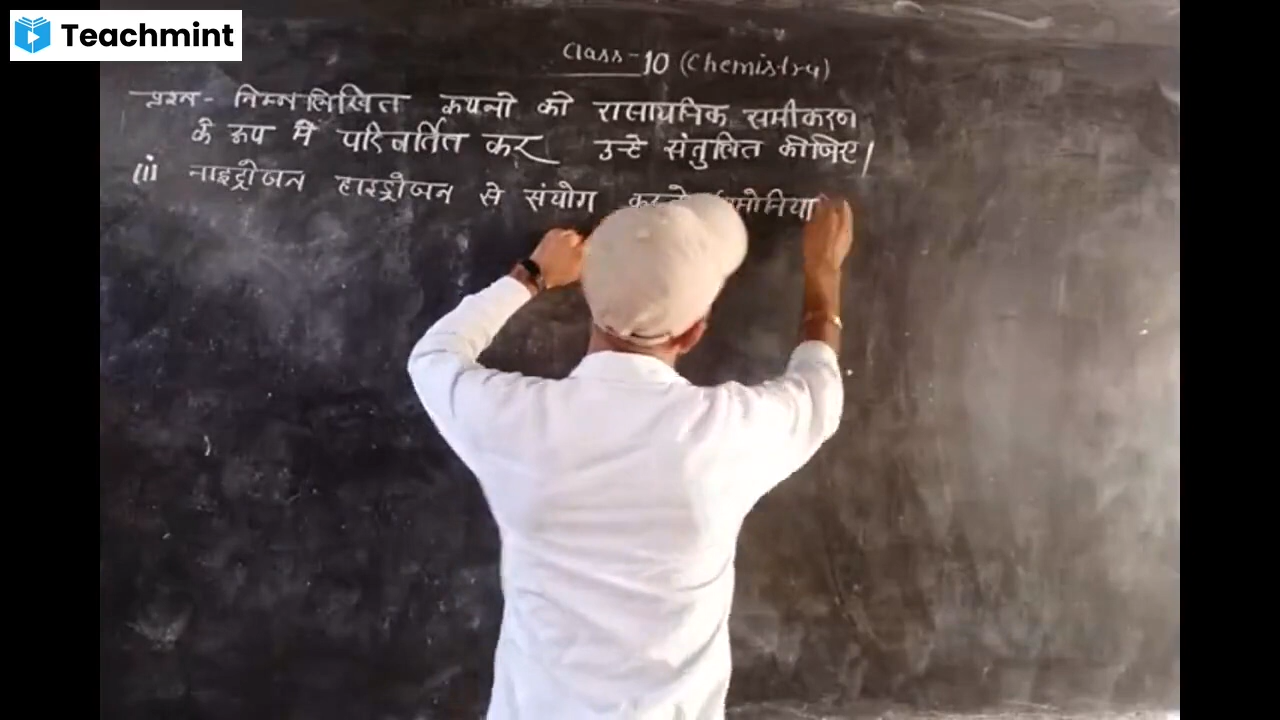 Teachmint
Class-10 (Chemistry)
प्रश्न- निम्नलिखित कथनो को रासायनिक समीकरण
के रूप में परिवर्तित कर उन्हे संतुलित कीजिए।
(i) नाइट्रोजन हाइड्रोजन से संयोग करके अमोनिया